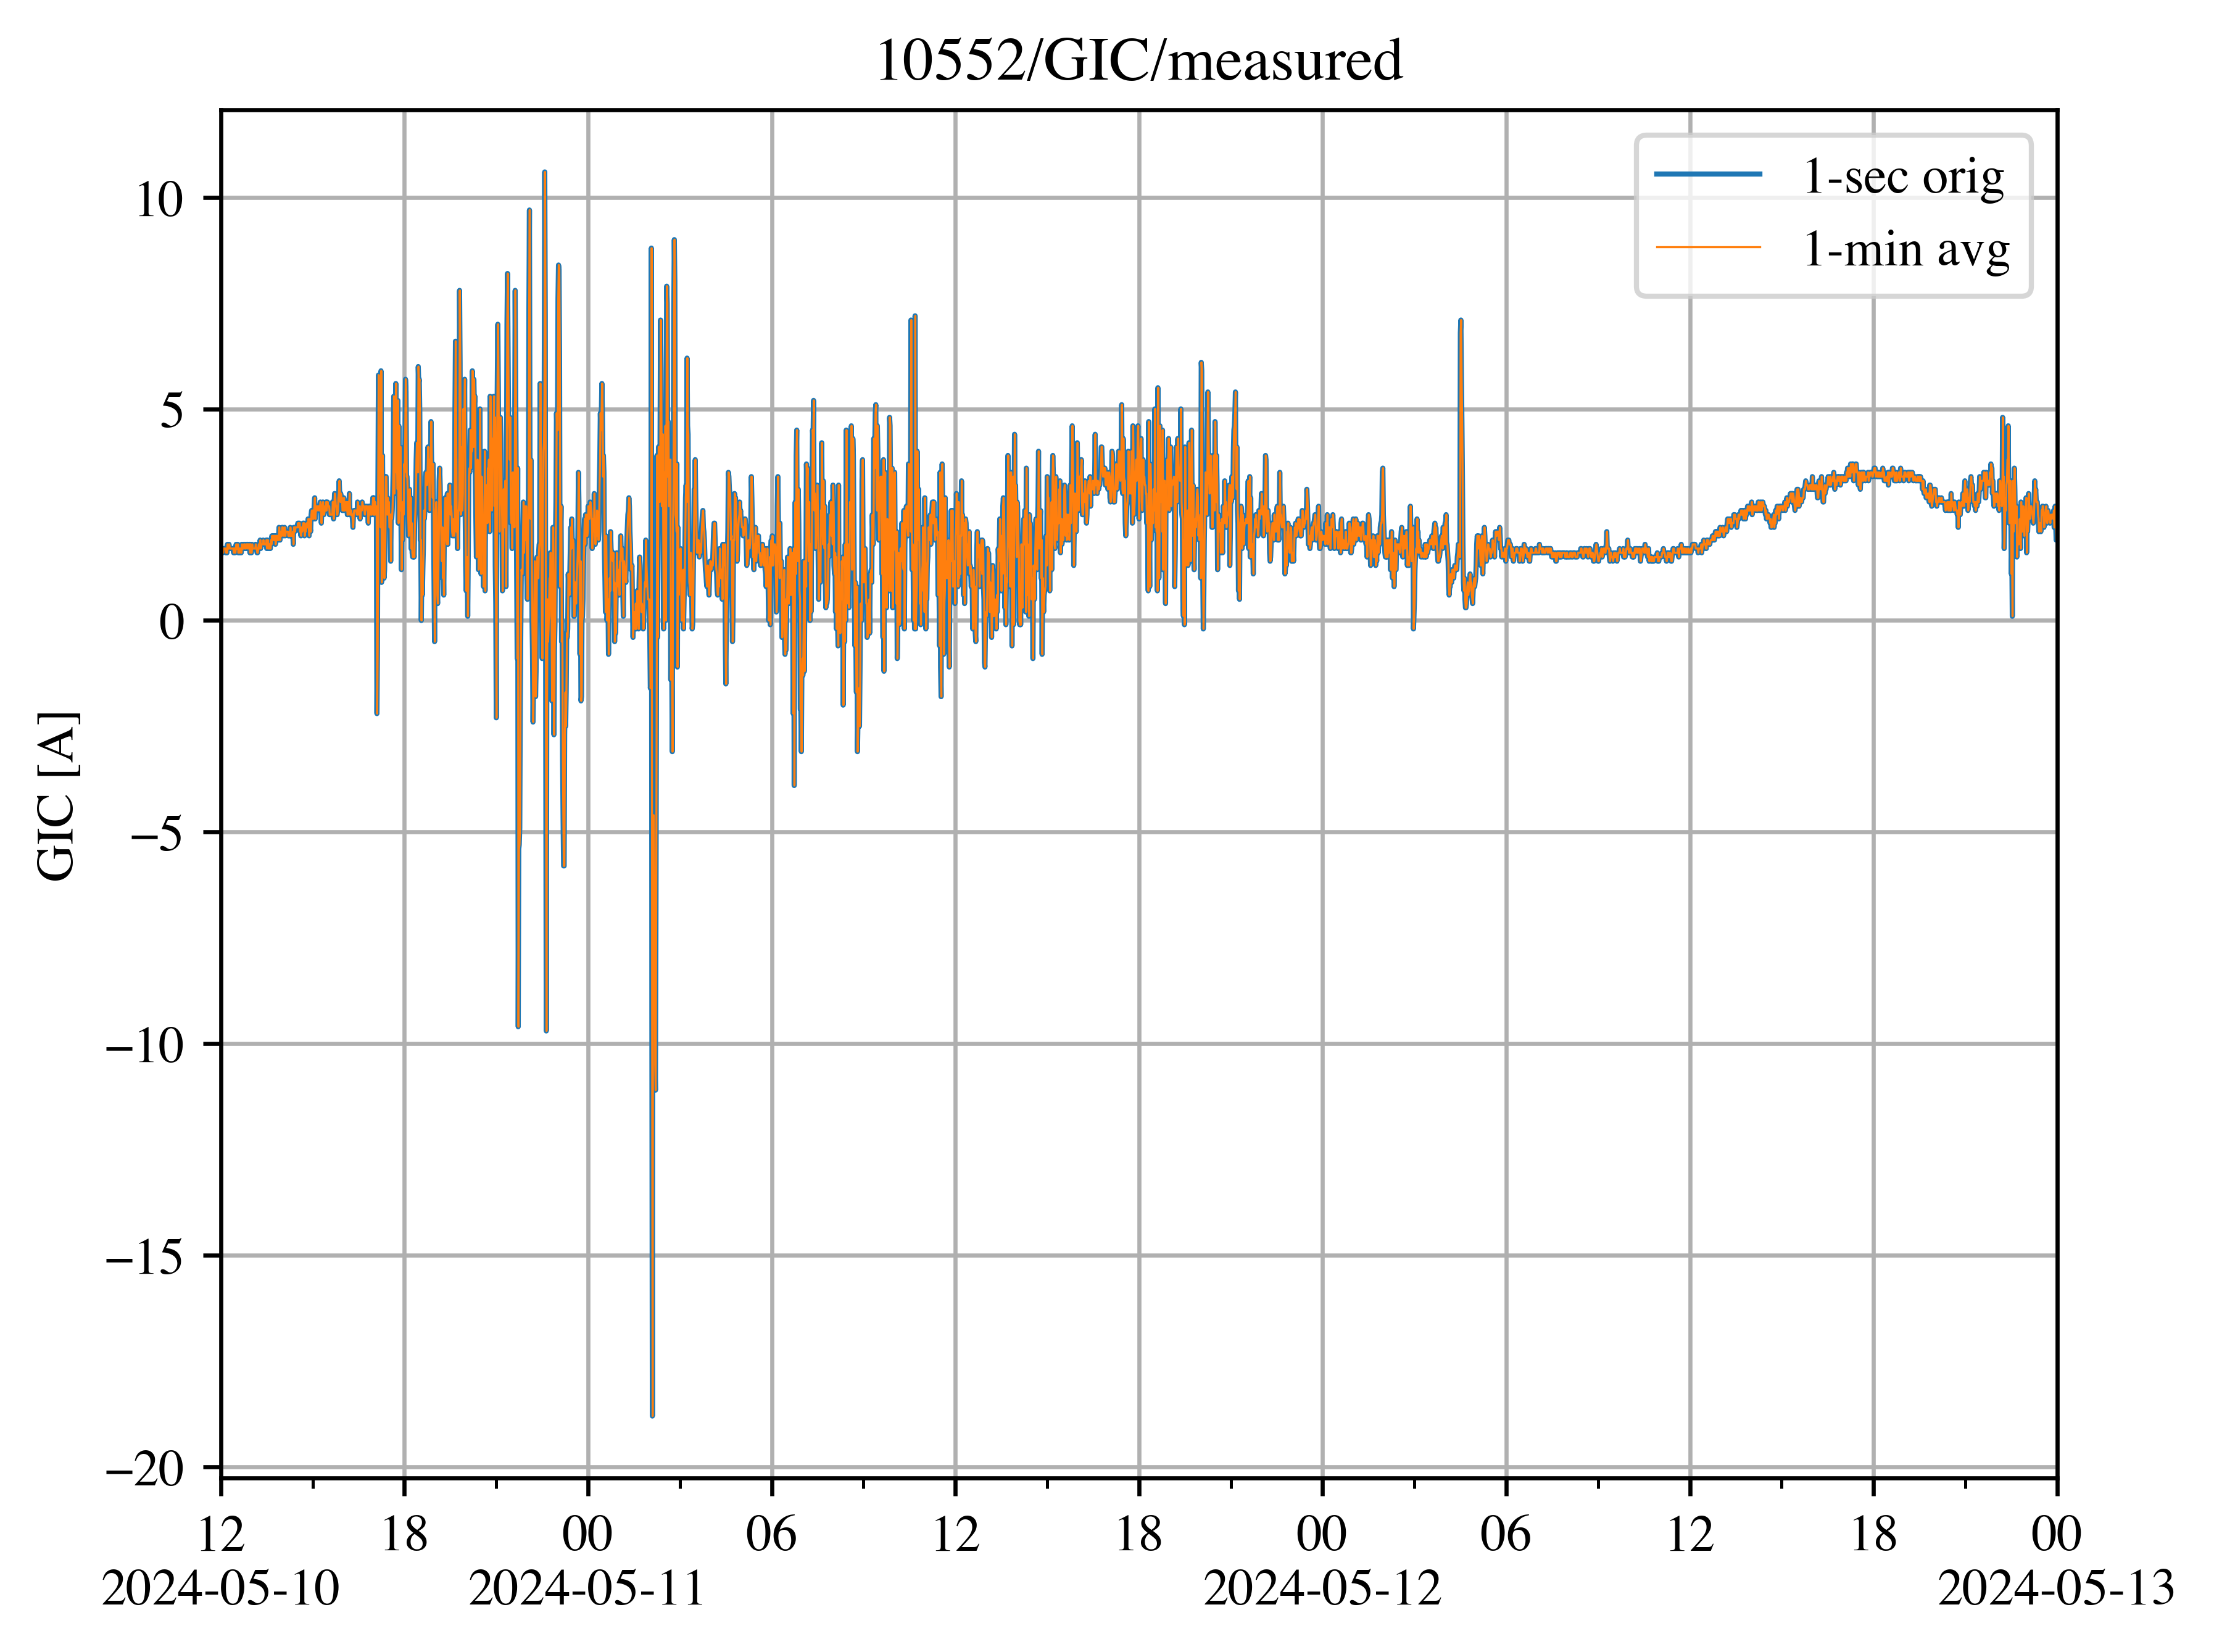 10552/GIC/measured
1-sec orig
1-min avg
10
5
0
−5
−10
−15
−20
GIC [A]
12 18 00 06 12 18 00 06 12 18 00
2024-05-10 2024-05-11 2024-05-12 2024-05-13